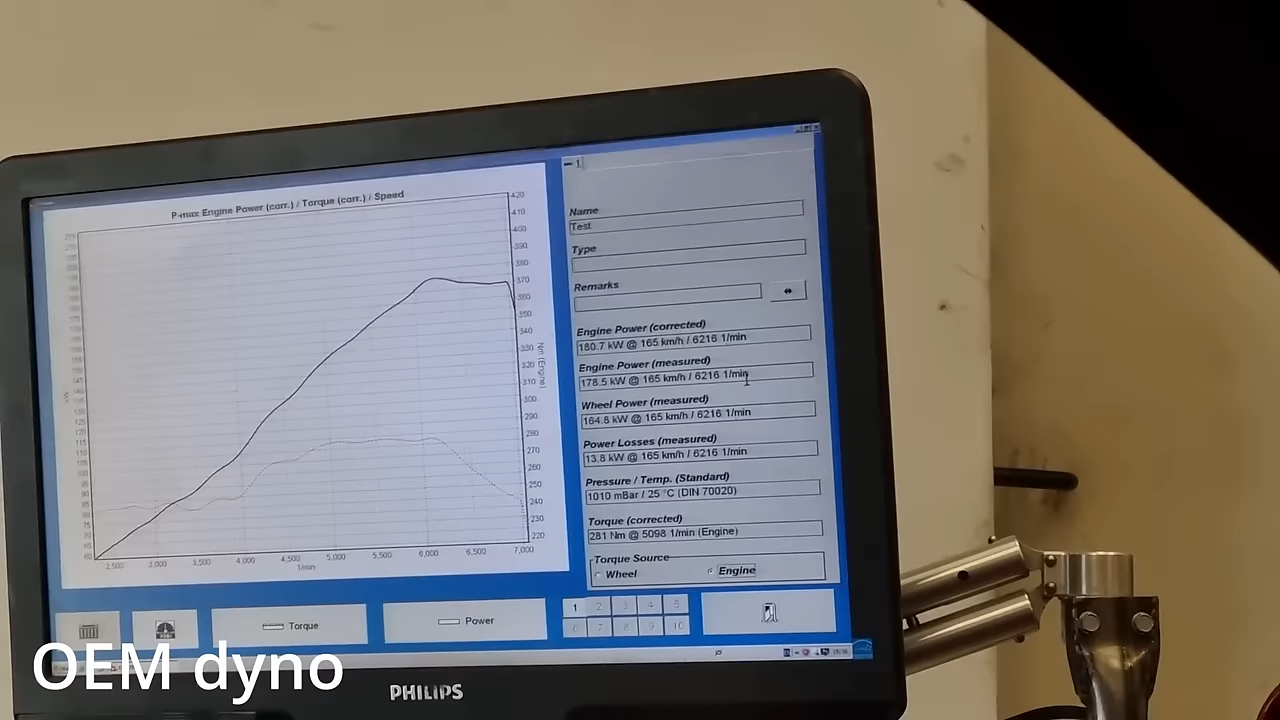 P-max Engine Power (corr.) / Torque (corr.) / Speed
420
410
400
390
380
370
360
350
340
330
320
310
300
290
280
270
260
250
240
230
220
Nm (Engine)
kW
2,500 3,000 3,500 4,000 4,500 5,000 5,500 6,000 6,500 7,000
1/min
1
Name
Test
Type
Remarks
Engine Power (corrected)
180.7 kW @ 165 km/h / 6216 1/min
Engine Power (measured)
178.5 kW @ 165 km/h / 6216 1/min
Wheel Power (measured)
164.8 kW @ 165 km/h / 6216 1/min
Power Losses (measured)
13.8 kW @ 165 km/h / 6216 1/min
Pressure / Temp. (Standard)
1010 mBar / 25 °C (DIN 70020)
Torque (corrected)
281 Nm @ 5098 1/min (Engine)
Torque Source
Wheel Engine
Torque
Power
1 2 3 4 5
6 7 8 9 10
OEM dyno
PHILIPS